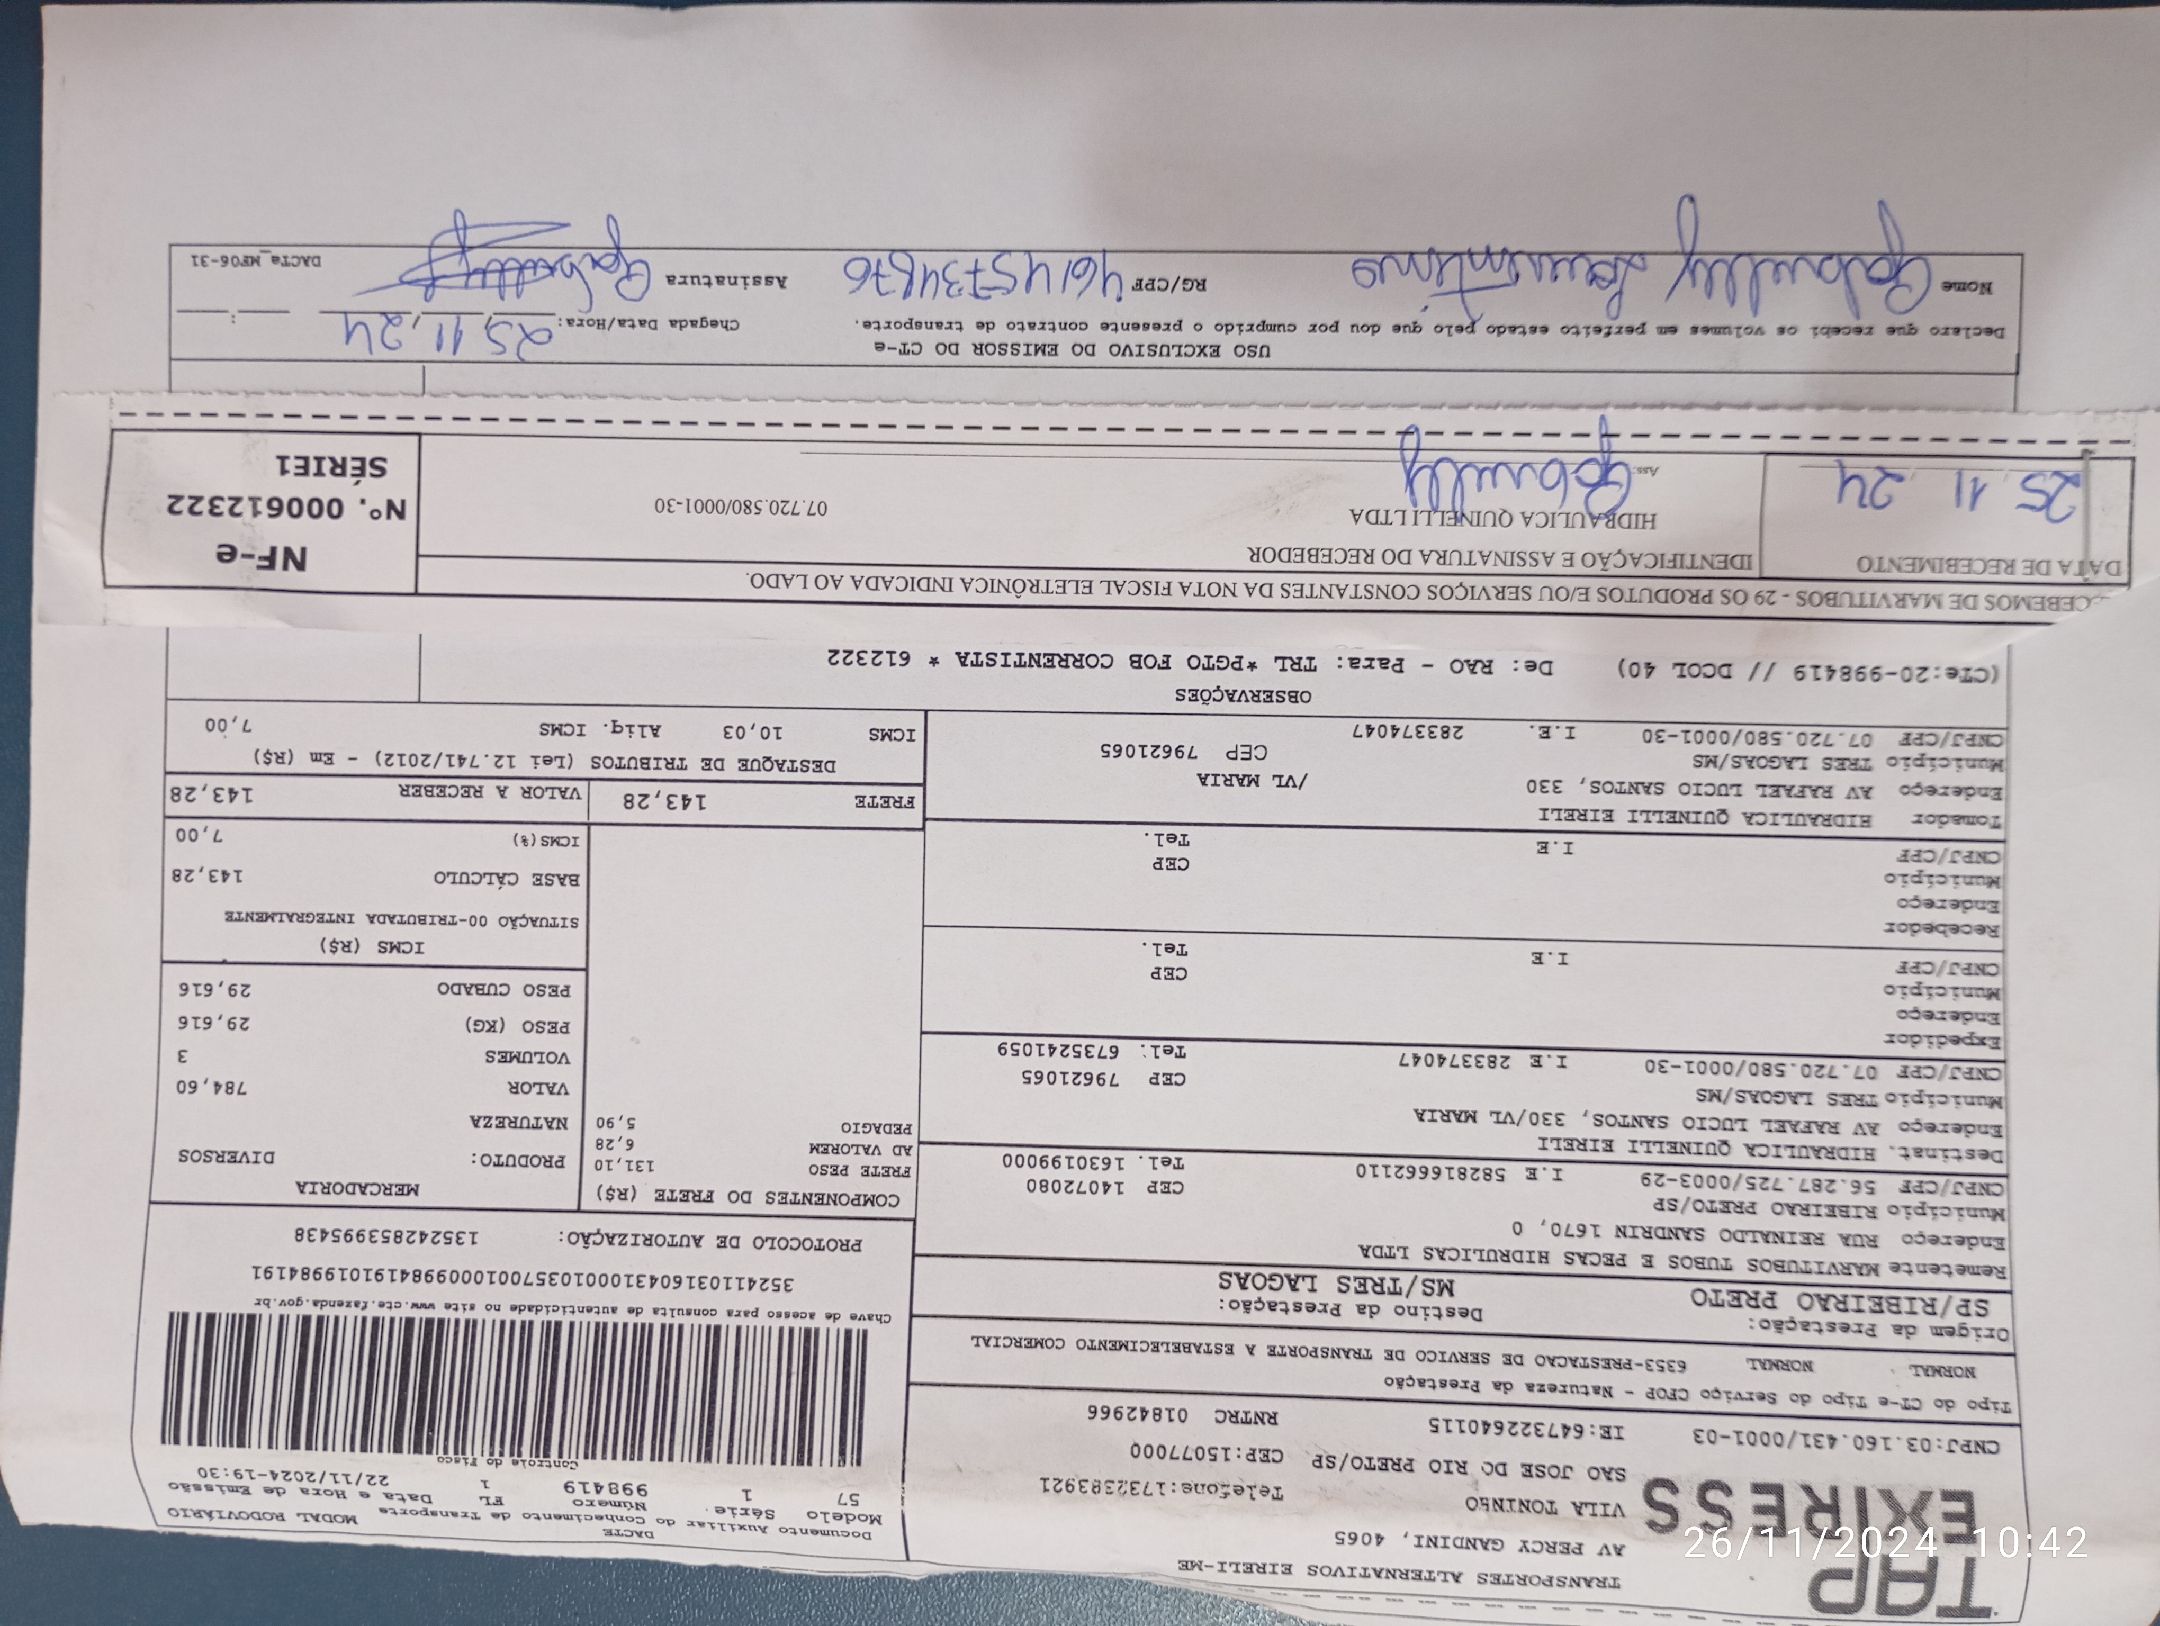 TAP
EXIRESS
TRANSPORTES ALTERNATIVOS EIRELI-ME
AV PERCY GANDINI, 4065
VILA TONINHO
Telefone:1732383921
SAO JOSE DO RIO PRETO/SP CEP:15077000
CNPJ:03.160.431/0001-03 IE:647322640115 RNTRC 01842966
DACTE
Documento Auxiliar do Conhecimento de Transporte MODAL RODOVIÁRIO
Modelo Série Número FL Data e Hora de Emissão
57 1 998419 1 22/11/2024-19:30
Controle do Fisco
Chave de acesso para consulta de autenticidade no site www.cte.fazenda.gov.br
35241103160431000103570010009984191019984191
PROTOCOLO DE AUTORIZAÇÃO: 135242853995438
Tipo do CT-e Tipo do Serviço CFOP - Natureza da Prestação
NORMAL NORMAL 6353-PRESTACAO DE SERVICO DE TRANSPORTE A ESTABELECIMENTO COMERCIAL
Origem da Prestação: Destino da Prestação:
SP/RIBEIRAO PRETO MS/TRES LAGOAS
Remetente MARVITUBOS TUBOS E PECAS HIDRULICAS LTDA
Endereço RUA REINALDO SANDRIN 1670, 0
Município RIBEIRAO PRETO/SP CEP 14072080
CNPJ/CPF 56.287.725/0003-29 I.E 582816662110 Tel. 1630199000
Destinat. HIDRAULICA QUINELLI EIRELI
Endereço AV RAFAEL LUCIO SANTOS, 330/VL MARIA
Município TRES LAGOAS/MS CEP 79621065
CNPJ/CPF 07.720.580/0001-30 I.E 283374047 Tel: 6735241059
Expedidor
Endereço
Município CEP
CNPJ/CPF I.E Tel.
Recebedor
Endereço
Município CEP
CNPJ/CPF I.E Tel.
Tomador HIDRAULICA QUINELLI EIRELI
Endereço AV RAFAEL LUCIO SANTOS, 330 /VL MARIA
Município TRES LAGOAS/MS CEP 79621065
CNPJ/CPF 07.720.580/0001-30 I.E. 283374047
COMPONENTES DO FRETE (R$)
FRETE PESO 131,10
AD VALOREM 6,28
PEDAGIO 5,90
MERCADORIA
PRODUTO: DIVERSOS
NATUREZA
VALOR 784,60
VOLUMES 3
PESO (KG) 29,616
PESO CUBADO 29,616
ICMS (R$)
SITUAÇÃO 00-TRIBUTADA INTEGRALMENTE
BASE CÁLCULO 143,28
ICMS(%) 7,00
FRETE 143,28 VALOR A RECEBER 143,28
DESTAQUE DE TRIBUTOS (Lei 12.741/2012) - Em (R$)
ICMS 10,03 Aliq. ICMS 7,00
OBSERVAÇÕES
(CTe:20-998419 // DCOL 40) De: RAO - Para: TRL *PGTO FOB CORRENTISTA * 612322
CEBEMOS DE MARVITUBOS - 29 OS PRODUTOS E/OU SERVIÇOS CONSTANTES DA NOTA FISCAL ELETRÔNICA INDICADA AO LADO.
DATA DE RECEBIMENTO IDENTIFICAÇÃO E ASSINATURA DO RECEBEDOR
HIDRAULICA QUINELLI LTDA 07.720.580/0001-30
25 11 24 Ass: Gabrielly
NF-e
Nº. 000612322
SÉRIE1
USO EXCLUSIVO DO EMISSOR DO CT-e
Declaro que recebi os volumes em perfeito estado pelo que dou por cumprido o presente contrato de transporte. Chegada Data/Hora: 25,11,24 :
Nome Gabrielly RG/CPF 46145734876 Assinatura Gabrielly
DACTe_MF06-31
26/11/2024 10:42